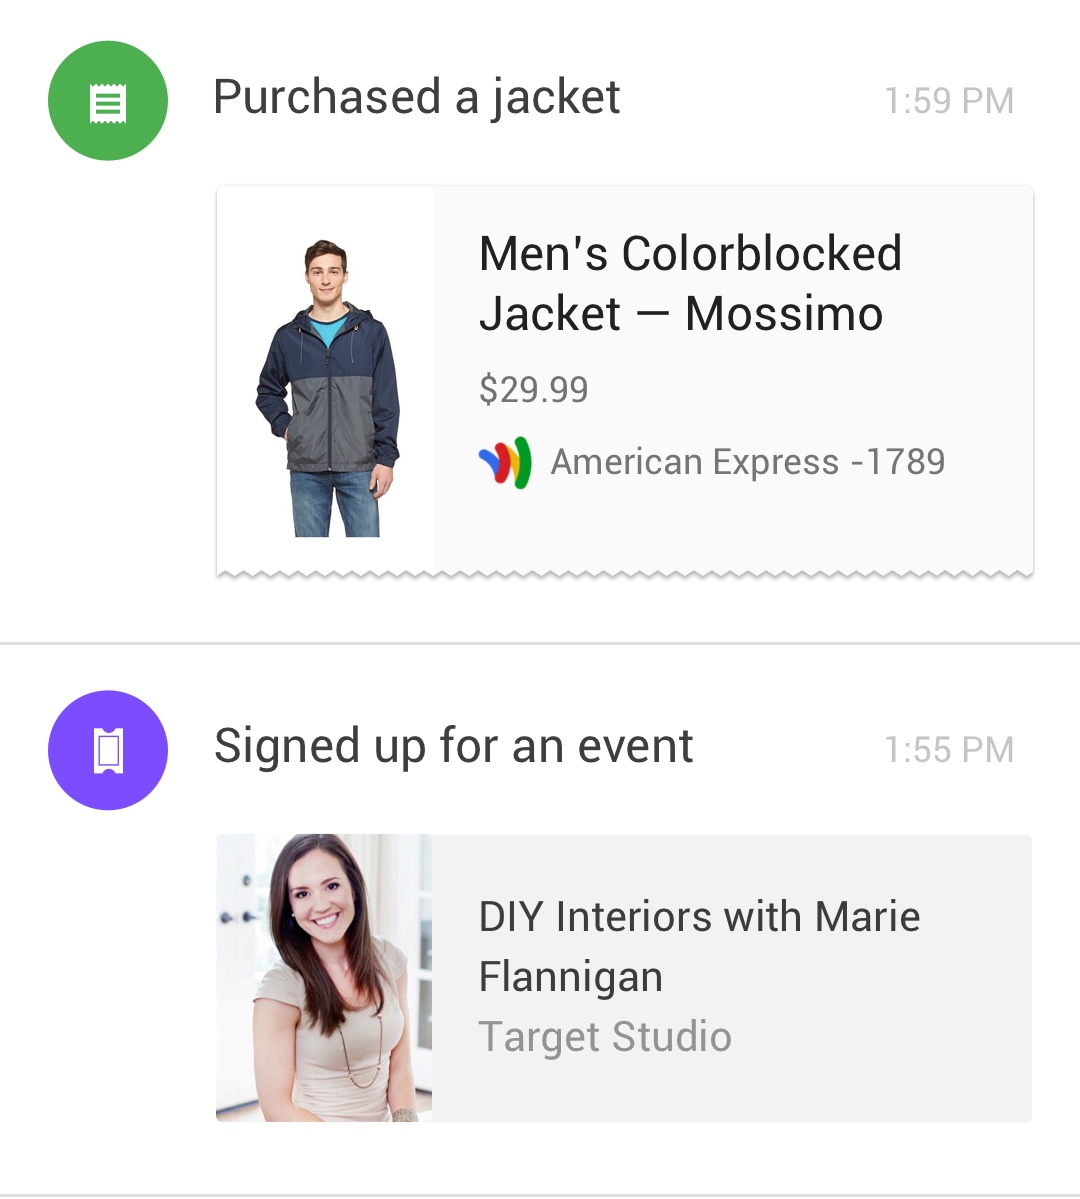 Purchased a jacket
1:59 PM
Men's Colorblocked
Jacket — Mossimo
$29.99
American Express -1789
Signed up for an event
1:55 PM
DIY Interiors with Marie
Flannigan
Target Studio